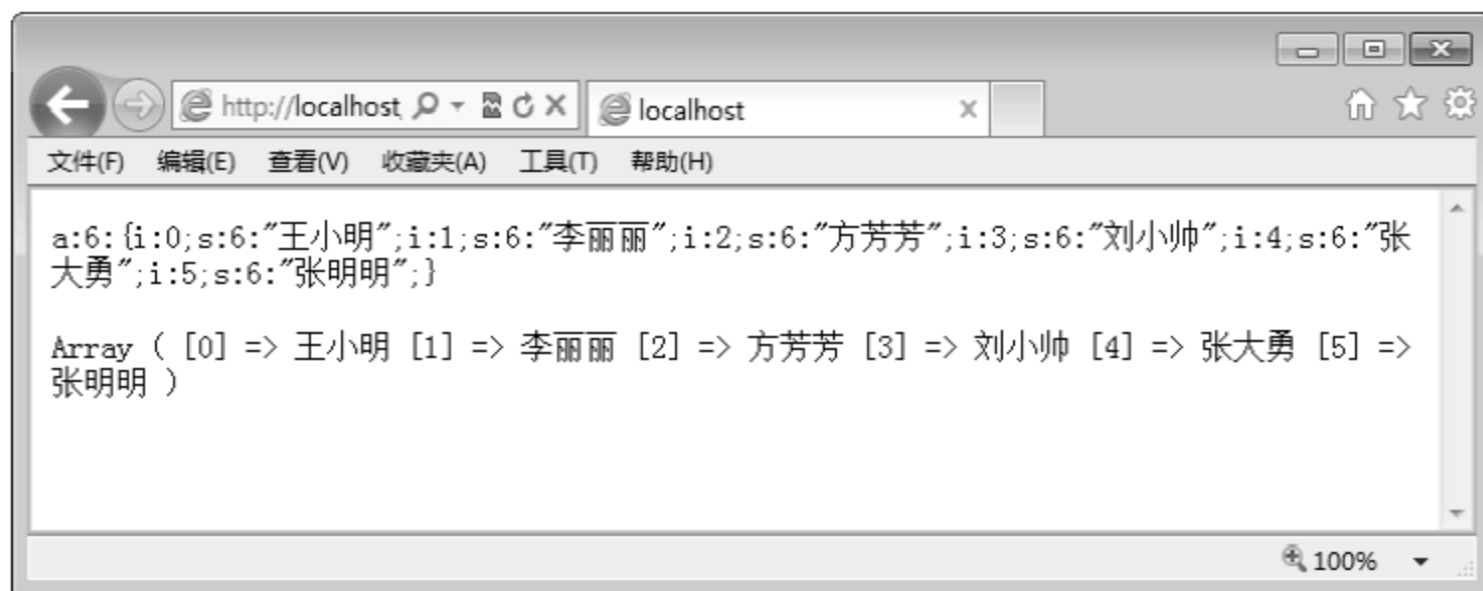 http://localhost
localhost
文件(F) 编辑(E) 查看(V) 收藏夹(A) 工具(T) 帮助(H)
a:6:{i:0;s:6:"王小明";i:1;s:6:"李丽丽";i:2;s:6:"方芳芳";i:3;s:6:"刘小帅";i:4;s:6:"张
大勇";i:5;s:6:"张明明";}
Array ( [0] => 王小明 [1] => 李丽丽 [2] => 方芳芳 [3] => 刘小帅 [4] => 张大勇 [5] =>
张明明 )
100%